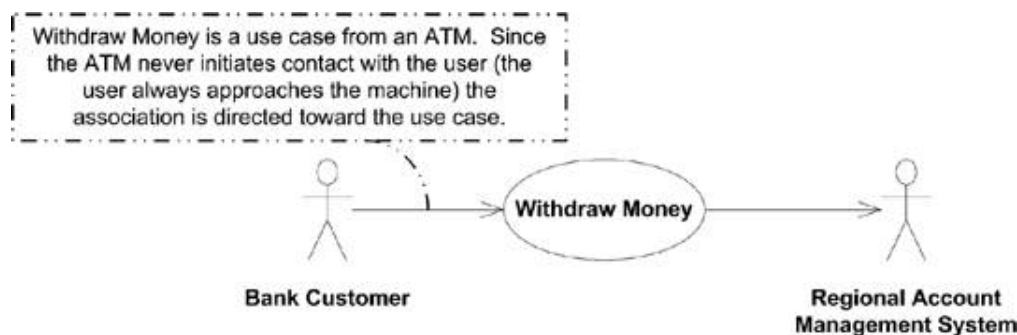 Withdraw Money is a use case from an ATM. Since
the ATM never initiates contact with the user (the
user always approaches the machine) the
association is directed toward the use case.
Withdraw Money
Bank Customer
Regional Account
Management System